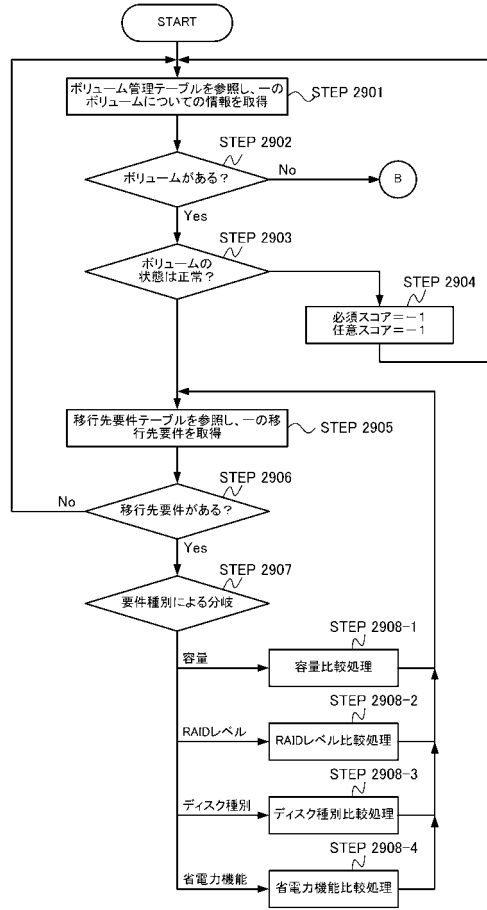 START
ボリューム管理テーブルを参照し、一の
ボリュームについての情報を取得
STEP 2901
STEP 2902
ボリュームがある？
No
B
Yes
STEP 2903
ボリュームの
状態は正常？
STEP 2904
必須スコア=－1
任意スコア=－1
移行先要件テーブルを参照し、一の移
行先要件を取得
STEP 2905
STEP 2906
No
移行先要件がある？
Yes
STEP 2907
要件種別による分岐
STEP 2908-1
容量
容量比較処理
STEP 2908-2
RAIDレベル
RAIDレベル比較処理
STEP 2908-3
ディスク種別
ディスク種別比較処理
STEP 2908-4
省電力機能
省電力機能比較処理